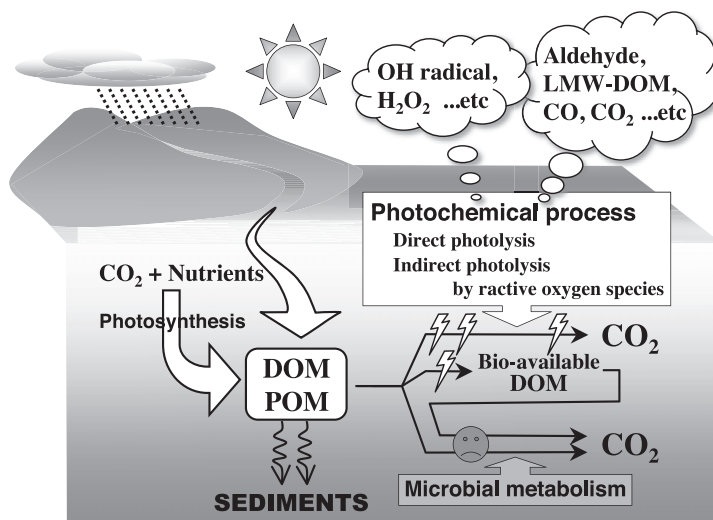 OH radical,
H₂O₂ ...etc
Aldehyde,
LMW-DOM,
CO, CO₂ ...etc
Photochemical process
Direct photolysis
Indirect photolysis
by ractive oxygen species
CO₂ + Nutrients
Photosynthesis
DOM
POM
CO₂
Bio-available
DOM
CO₂
Microbial metabolism
SEDIMENTS